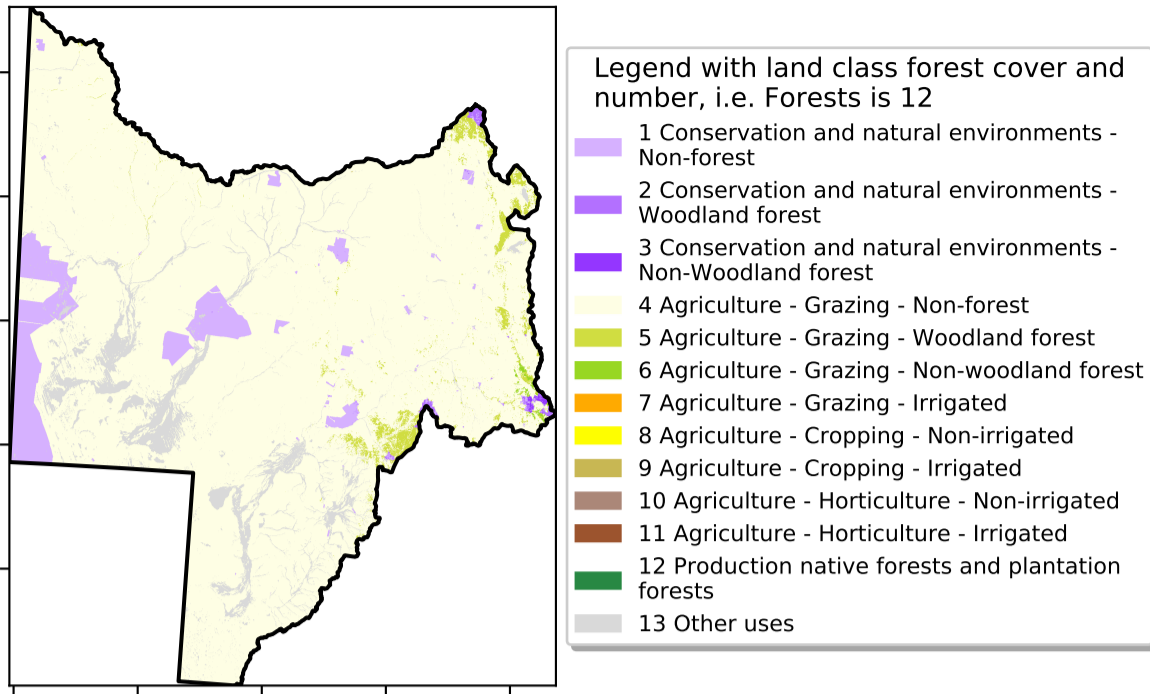 Legend with land class forest cover and
number, i.e. Forests is 12
1 Conservation and natural environments -
Non-forest
2 Conservation and natural environments -
Woodland forest
3 Conservation and natural environments -
Non-Woodland forest
4 Agriculture - Grazing - Non-forest
5 Agriculture - Grazing - Woodland forest
6 Agriculture - Grazing - Non-woodland forest
7 Agriculture - Grazing - Irrigated
8 Agriculture - Cropping - Non-irrigated
9 Agriculture - Cropping - Irrigated
10 Agriculture - Horticulture - Non-irrigated
11 Agriculture - Horticulture - Irrigated
12 Production native forests and plantation
forests
13 Other uses